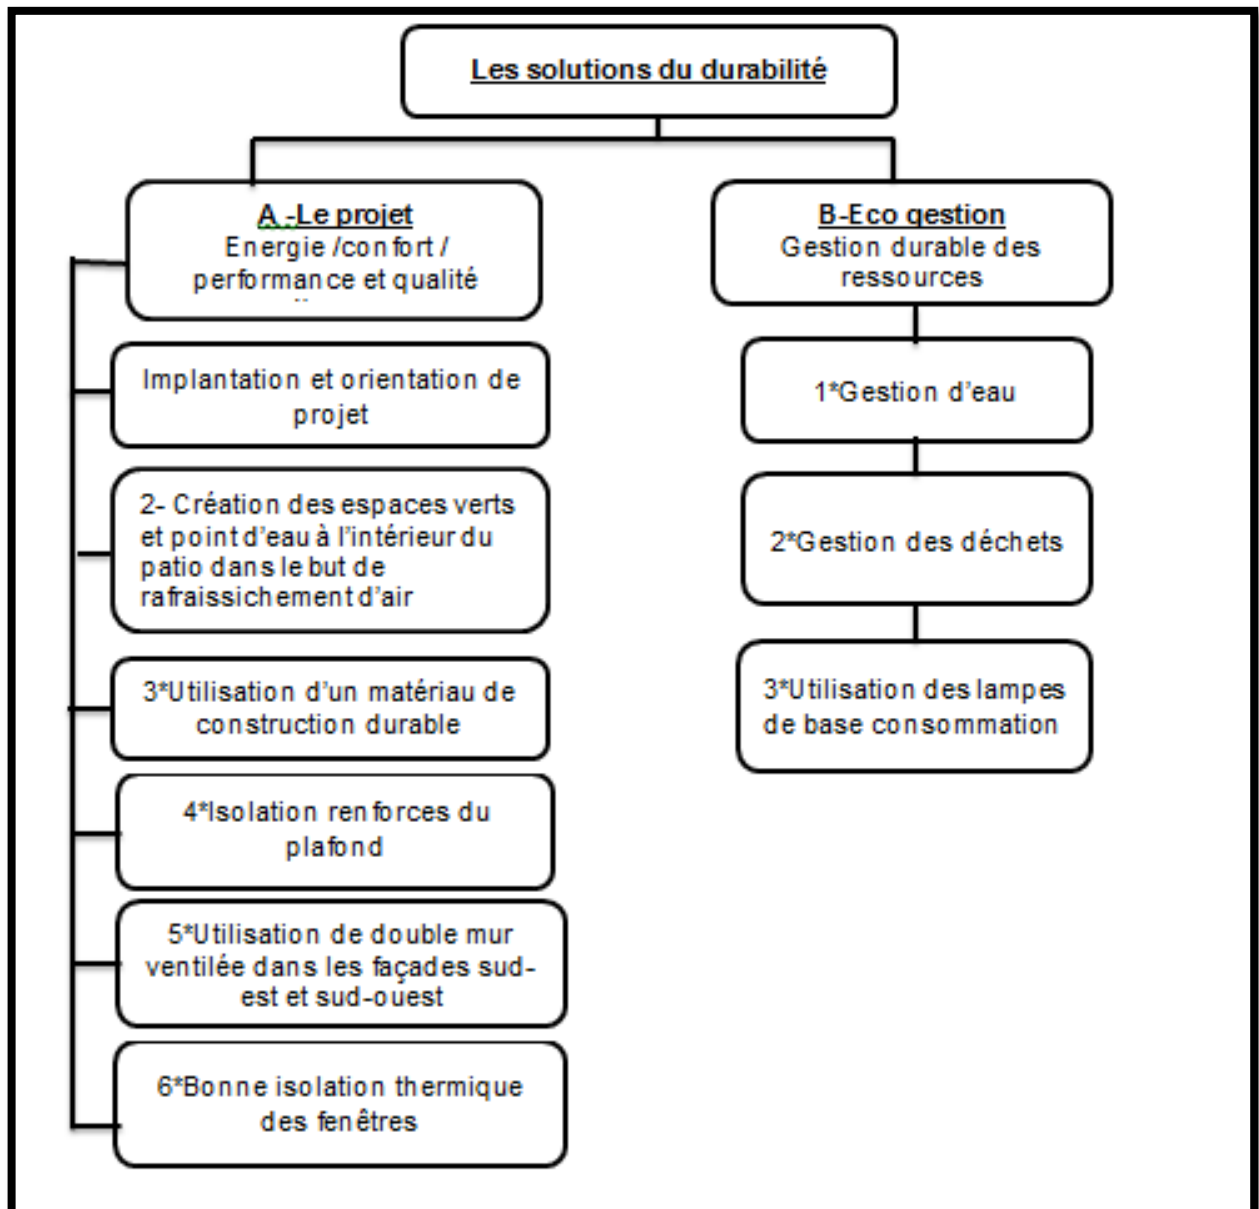 Les solutions du durabilité
A -Le projet
Energie /confort /
performance et qualité
Implantation et orientation de
projet
2- Création des espaces verts
et point d'eau à l'intérieur du
patio dans le but de
rafraissichement d'air
3*Utilisation d'un matériau de
construction durable
4*Isolation renforces du
plafond
5*Utilisation de double mur
ventilée dans les façades sud-
est et sud-ouest
6*Bonne isolation thermique
des fenêtres
B-Eco gestion
Gestion durable des
ressources
1*Gestion d'eau
2*Gestion des déchets
3*Utilisation des lampes
de base consommation